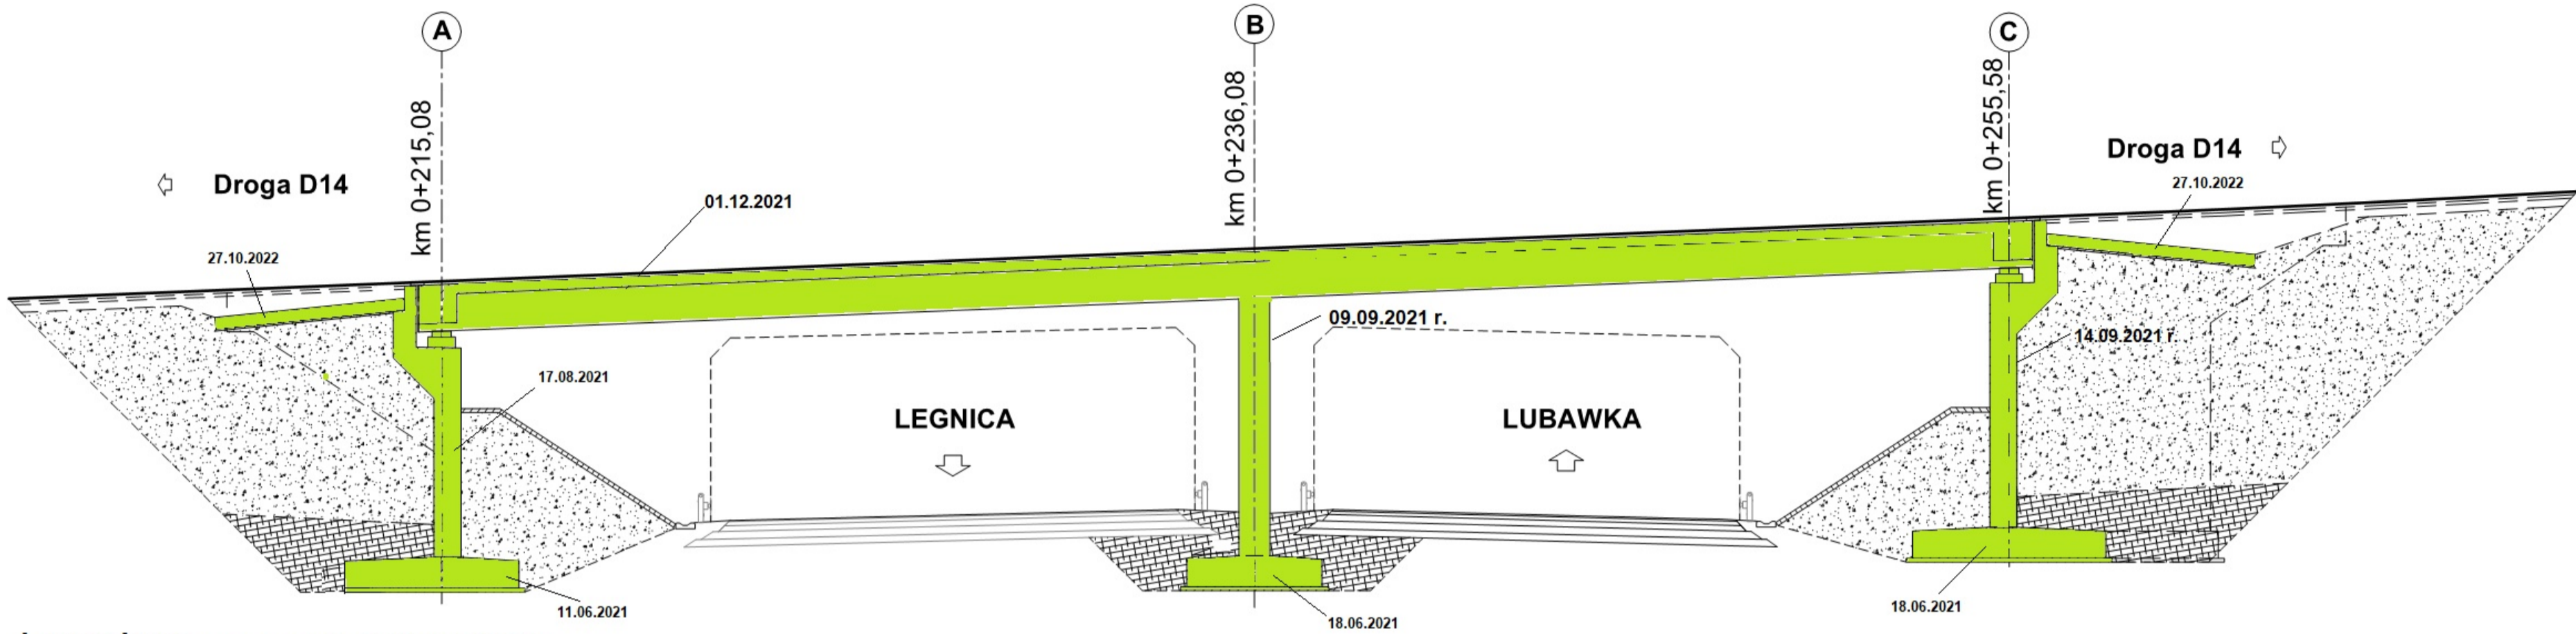 A
B
C
km 0+215,08
km 0+236,08
km 0+255,58
Droga D14
Droga D14
27.10.2022
01.12.2021
27.10.2022
09.09.2021 r.
14.09.2021 r.
17.08.2021
LEGNICA
LUBAWKA
11.06.2021
18.06.2021
18.06.2021